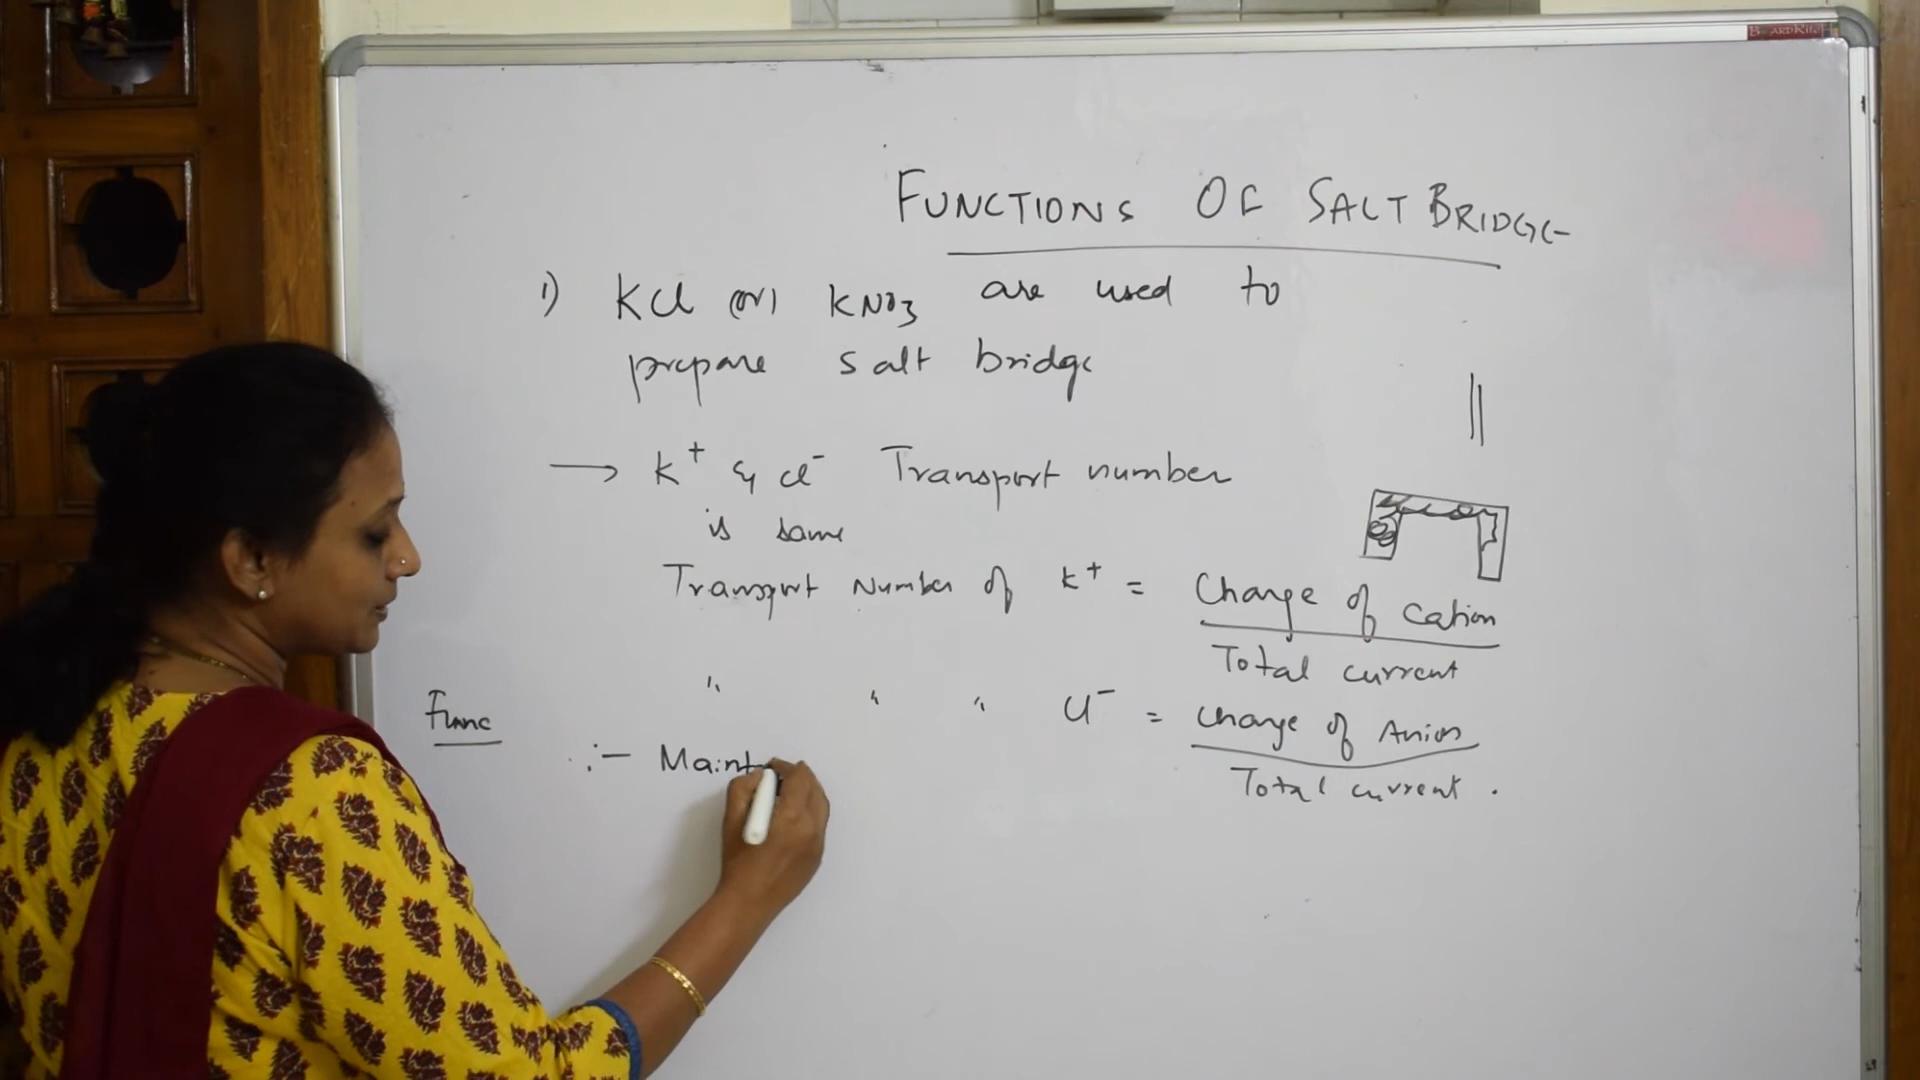 FUNCTIONS OF SALT BRIDGE
1) KCl (or) KNO3 are used to
prepare salt bridge
→ K+ & Cl- Transport number
is same
Transport Number of K+ = Charge of Cation
Total current
" " " Cl- = Charge of Anion
Total current .
Func
:- Maint